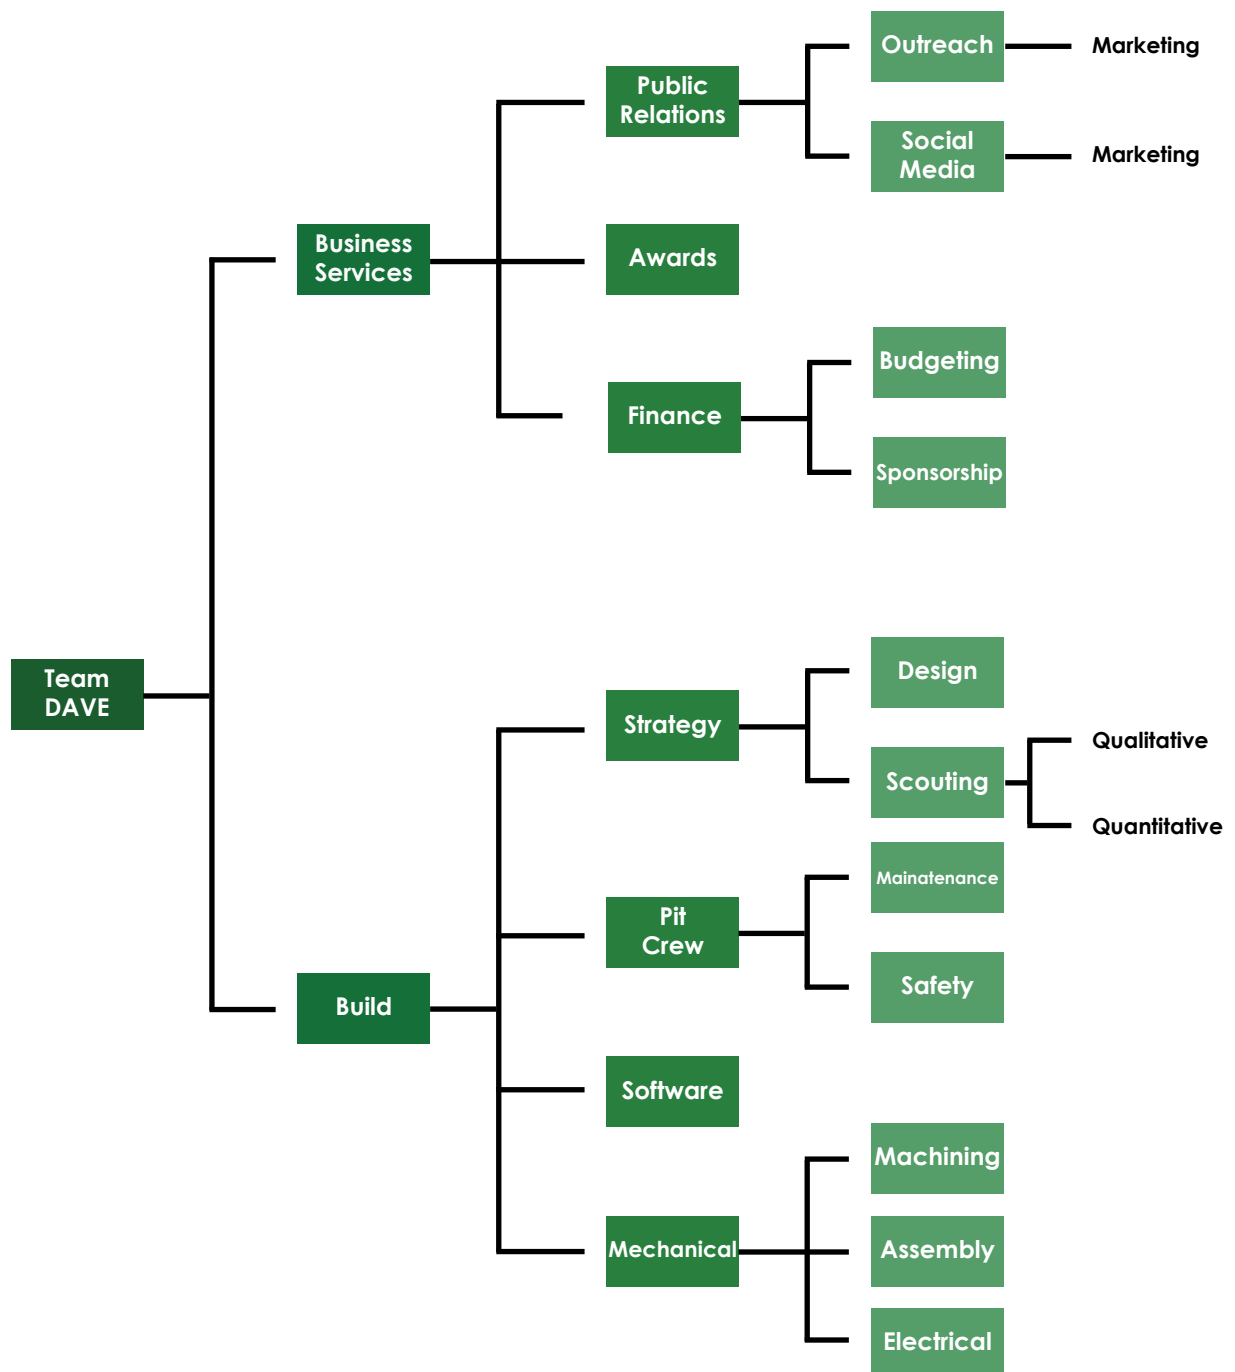 Outreach
Marketing
Public
Relations
Social
Media
Marketing
Business
Services
Awards
Budgeting
Finance
Sponsorship
Team
DAVE
Design
Strategy
Qualitative
Scouting
Quantitative
Mainatenance
Pit
Crew
Safety
Build
Software
Machining
Mechanical
Assembly
Electrical